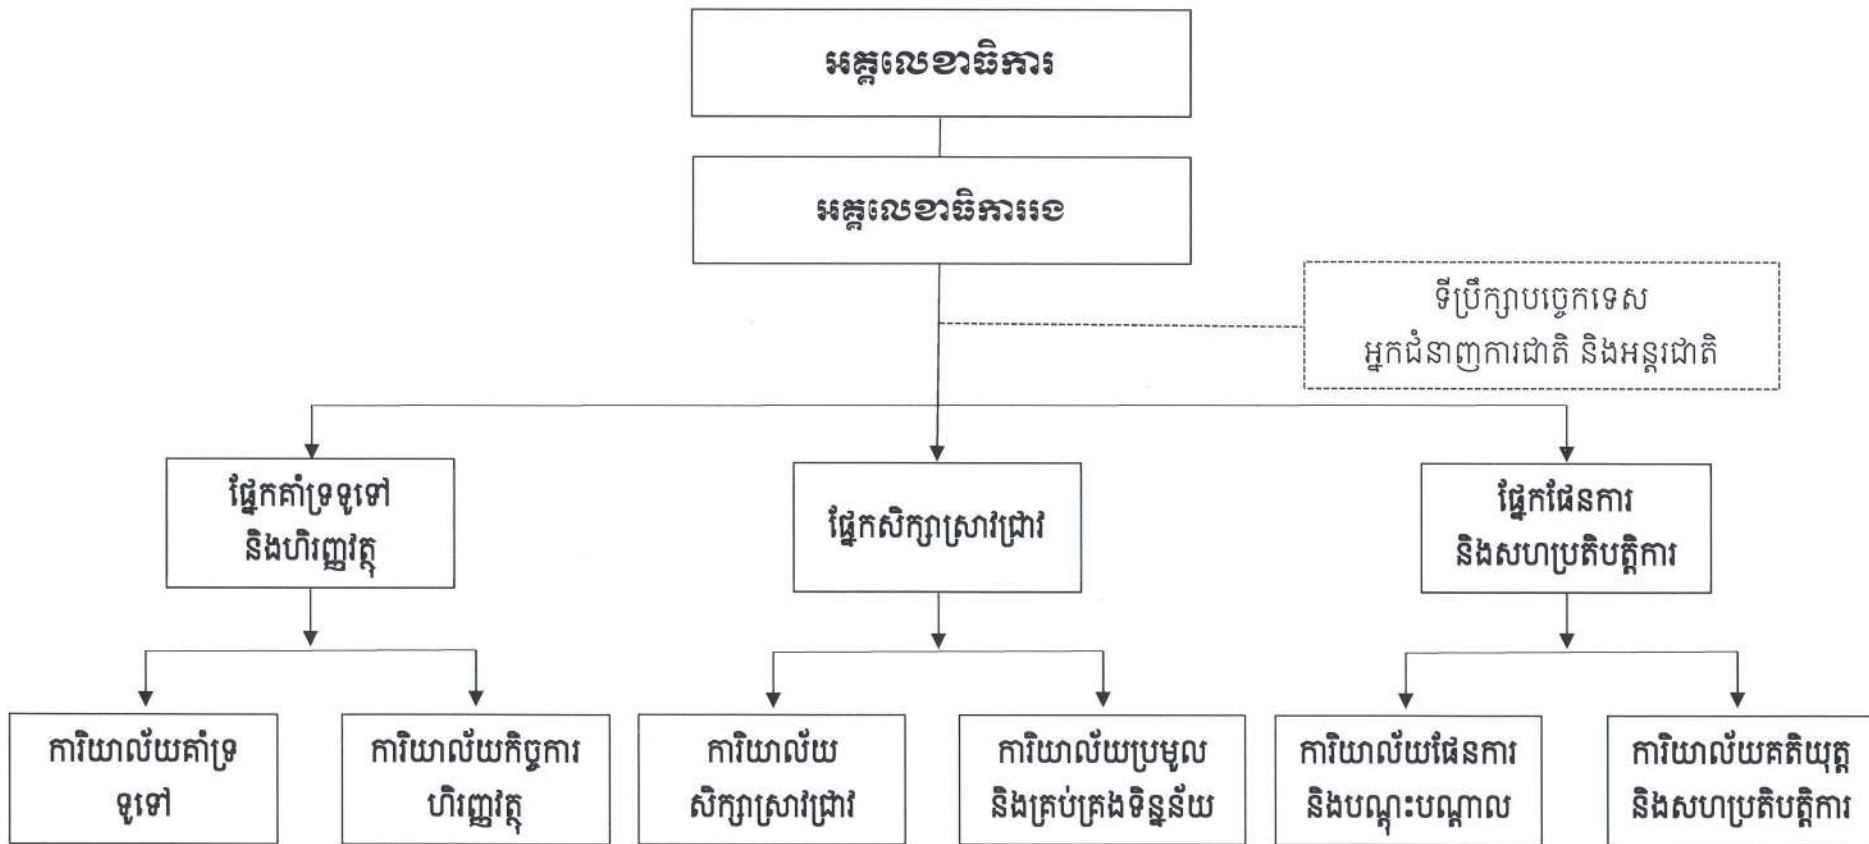 អគ្គលេខាធិការ
អគ្គលេខាធិការរង
ទីប្រឹក្សាបច្ចេកទេស
អ្នកជំនាញការជាតិ និងអន្តរជាតិ
ផ្នែកគាំទ្រទូទៅ
និងហិរញ្ញវត្ថុ
ផ្នែកសិក្សាស្រាវជ្រាវ
ផ្នែកផែនការ
និងសហប្រតិបត្តិការ
ការិយាល័យគាំទ្រ
ទូទៅ
ការិយាល័យកិច្ចការ
ហិរញ្ញវត្ថុ
ការិយាល័យ
សិក្សាស្រាវជ្រាវ
ការិយាល័យប្រមូល
និងគ្រប់គ្រងទិន្នន័យ
ការិយាល័យផែនការ
និងបណ្តុះបណ្តាល
ការិយាល័យគតិយុត្ត
និងសហប្រតិបត្តិការ